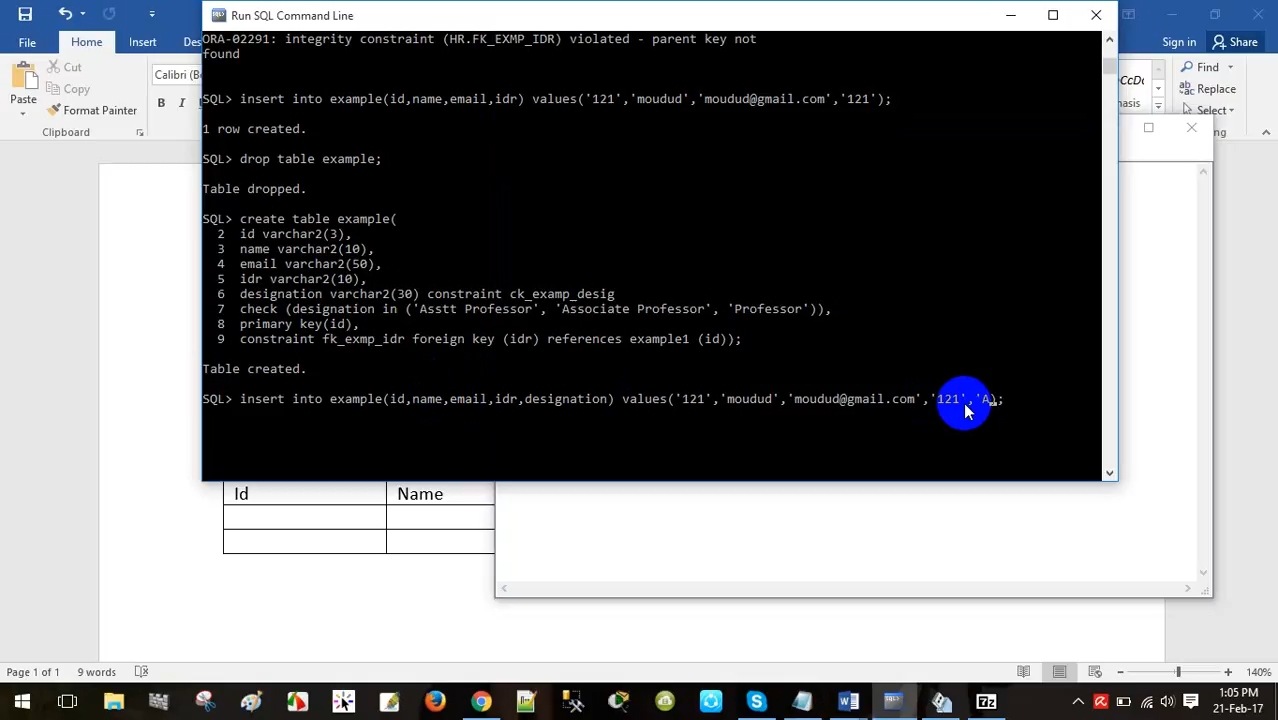 Run SQL Command Line
File
Home
Insert
Des
Sign in
Share
Paste
Cut
Copy
Format Painter
Clipboard
Calibri (Bo
B
I
Find
Replace
Select
ng
ORA-02291: integrity constraint (HR.FK_EXMP_IDR) violated - parent key not
found
SQL> insert into example(id,name,email,idr) values('121','moudud','moudud@gmail.com','121');
1 row created.
SQL> drop table example;
Table dropped.
SQL> create table example(
2 id varchar2(3),
3 name varchar2(10),
4 email varchar2(50),
5 idr varchar2(10),
6 designation varchar2(30) constraint ck_examp_desig
7 check (designation in ('Asstt Professor', 'Associate Professor', 'Professor')),
8 primary key(id),
9 constraint fk_exmp_idr foreign key (idr) references example1 (id));
Table created.
SQL> insert into example(id,name,email,idr,designation) values('121','moudud','moudud@gmail.com','121','A);
Id
Name
Page 1 of 1
9 words
140%
1:05 PM
21-Feb-17